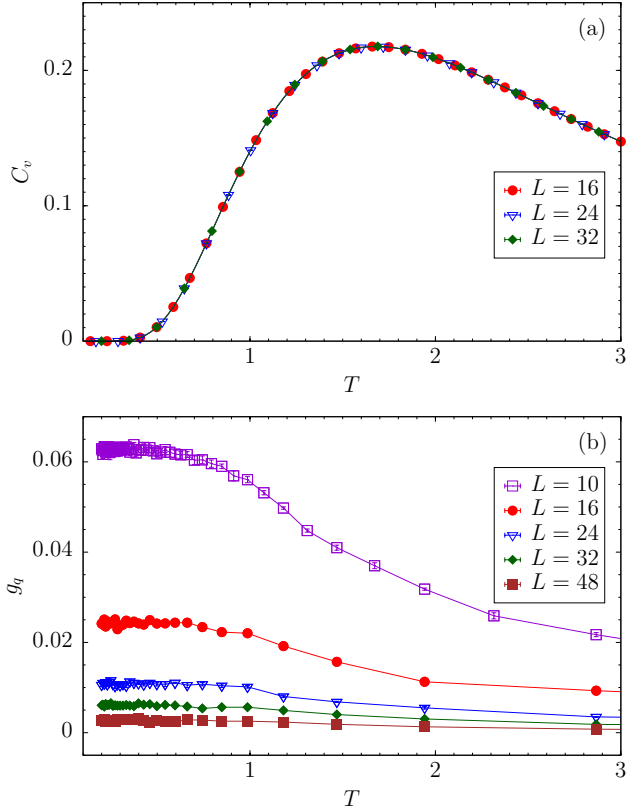 (a)
0.2
0.1
0
C_v
L = 16
L = 24
L = 32
1
2
3
T
(b)
0.06
0.04
0.02
0
g_q
L = 10
L = 16
L = 24
L = 32
L = 48
1
2
3
T